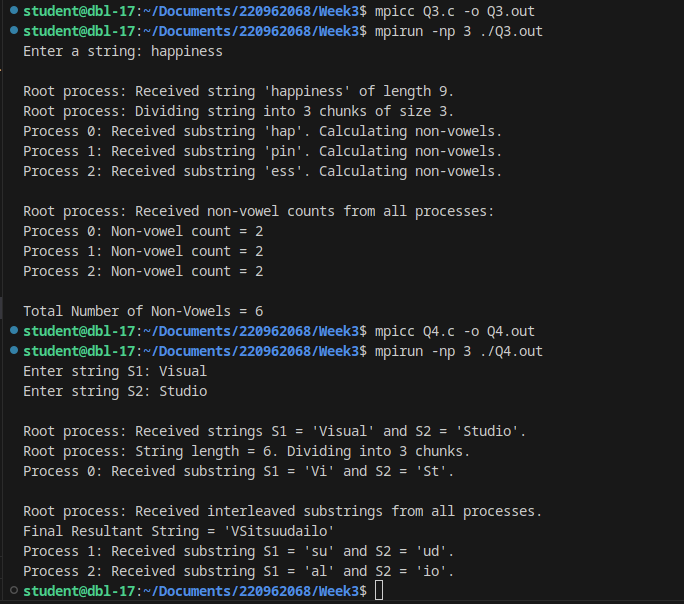 student@dbl-17:~/Documents/220962068/Week3$ mpicc Q3.c -o Q3.out
student@dbl-17:~/Documents/220962068/Week3$ mpirun -np 3 ./Q3.out
Enter a string: happiness
Root process: Received string 'happiness' of length 9.
Root process: Dividing string into 3 chunks of size 3.
Process 0: Received substring 'hap'. Calculating non-vowels.
Process 1: Received substring 'pin'. Calculating non-vowels.
Process 2: Received substring 'ess'. Calculating non-vowels.
Root process: Received non-vowel counts from all processes:
Process 0: Non-vowel count = 2
Process 1: Non-vowel count = 2
Process 2: Non-vowel count = 2
Total Number of Non-Vowels = 6
student@dbl-17:~/Documents/220962068/Week3$ mpicc Q4.c -o Q4.out
student@dbl-17:~/Documents/220962068/Week3$ mpirun -np 3 ./Q4.out
Enter string S1: Visual
Enter string S2: Studio
Root process: Received strings S1 = 'Visual' and S2 = 'Studio'.
Root process: String length = 6. Dividing into 3 chunks.
Process 0: Received substring S1 = 'Vi' and S2 = 'St'.
Root process: Received interleaved substrings from all processes.
Final Resultant String = 'VSitsuudailo'
Process 1: Received substring S1 = 'su' and S2 = 'ud'.
Process 2: Received substring S1 = 'al' and S2 = 'io'.
student@dbl-17:~/Documents/220962068/Week3$